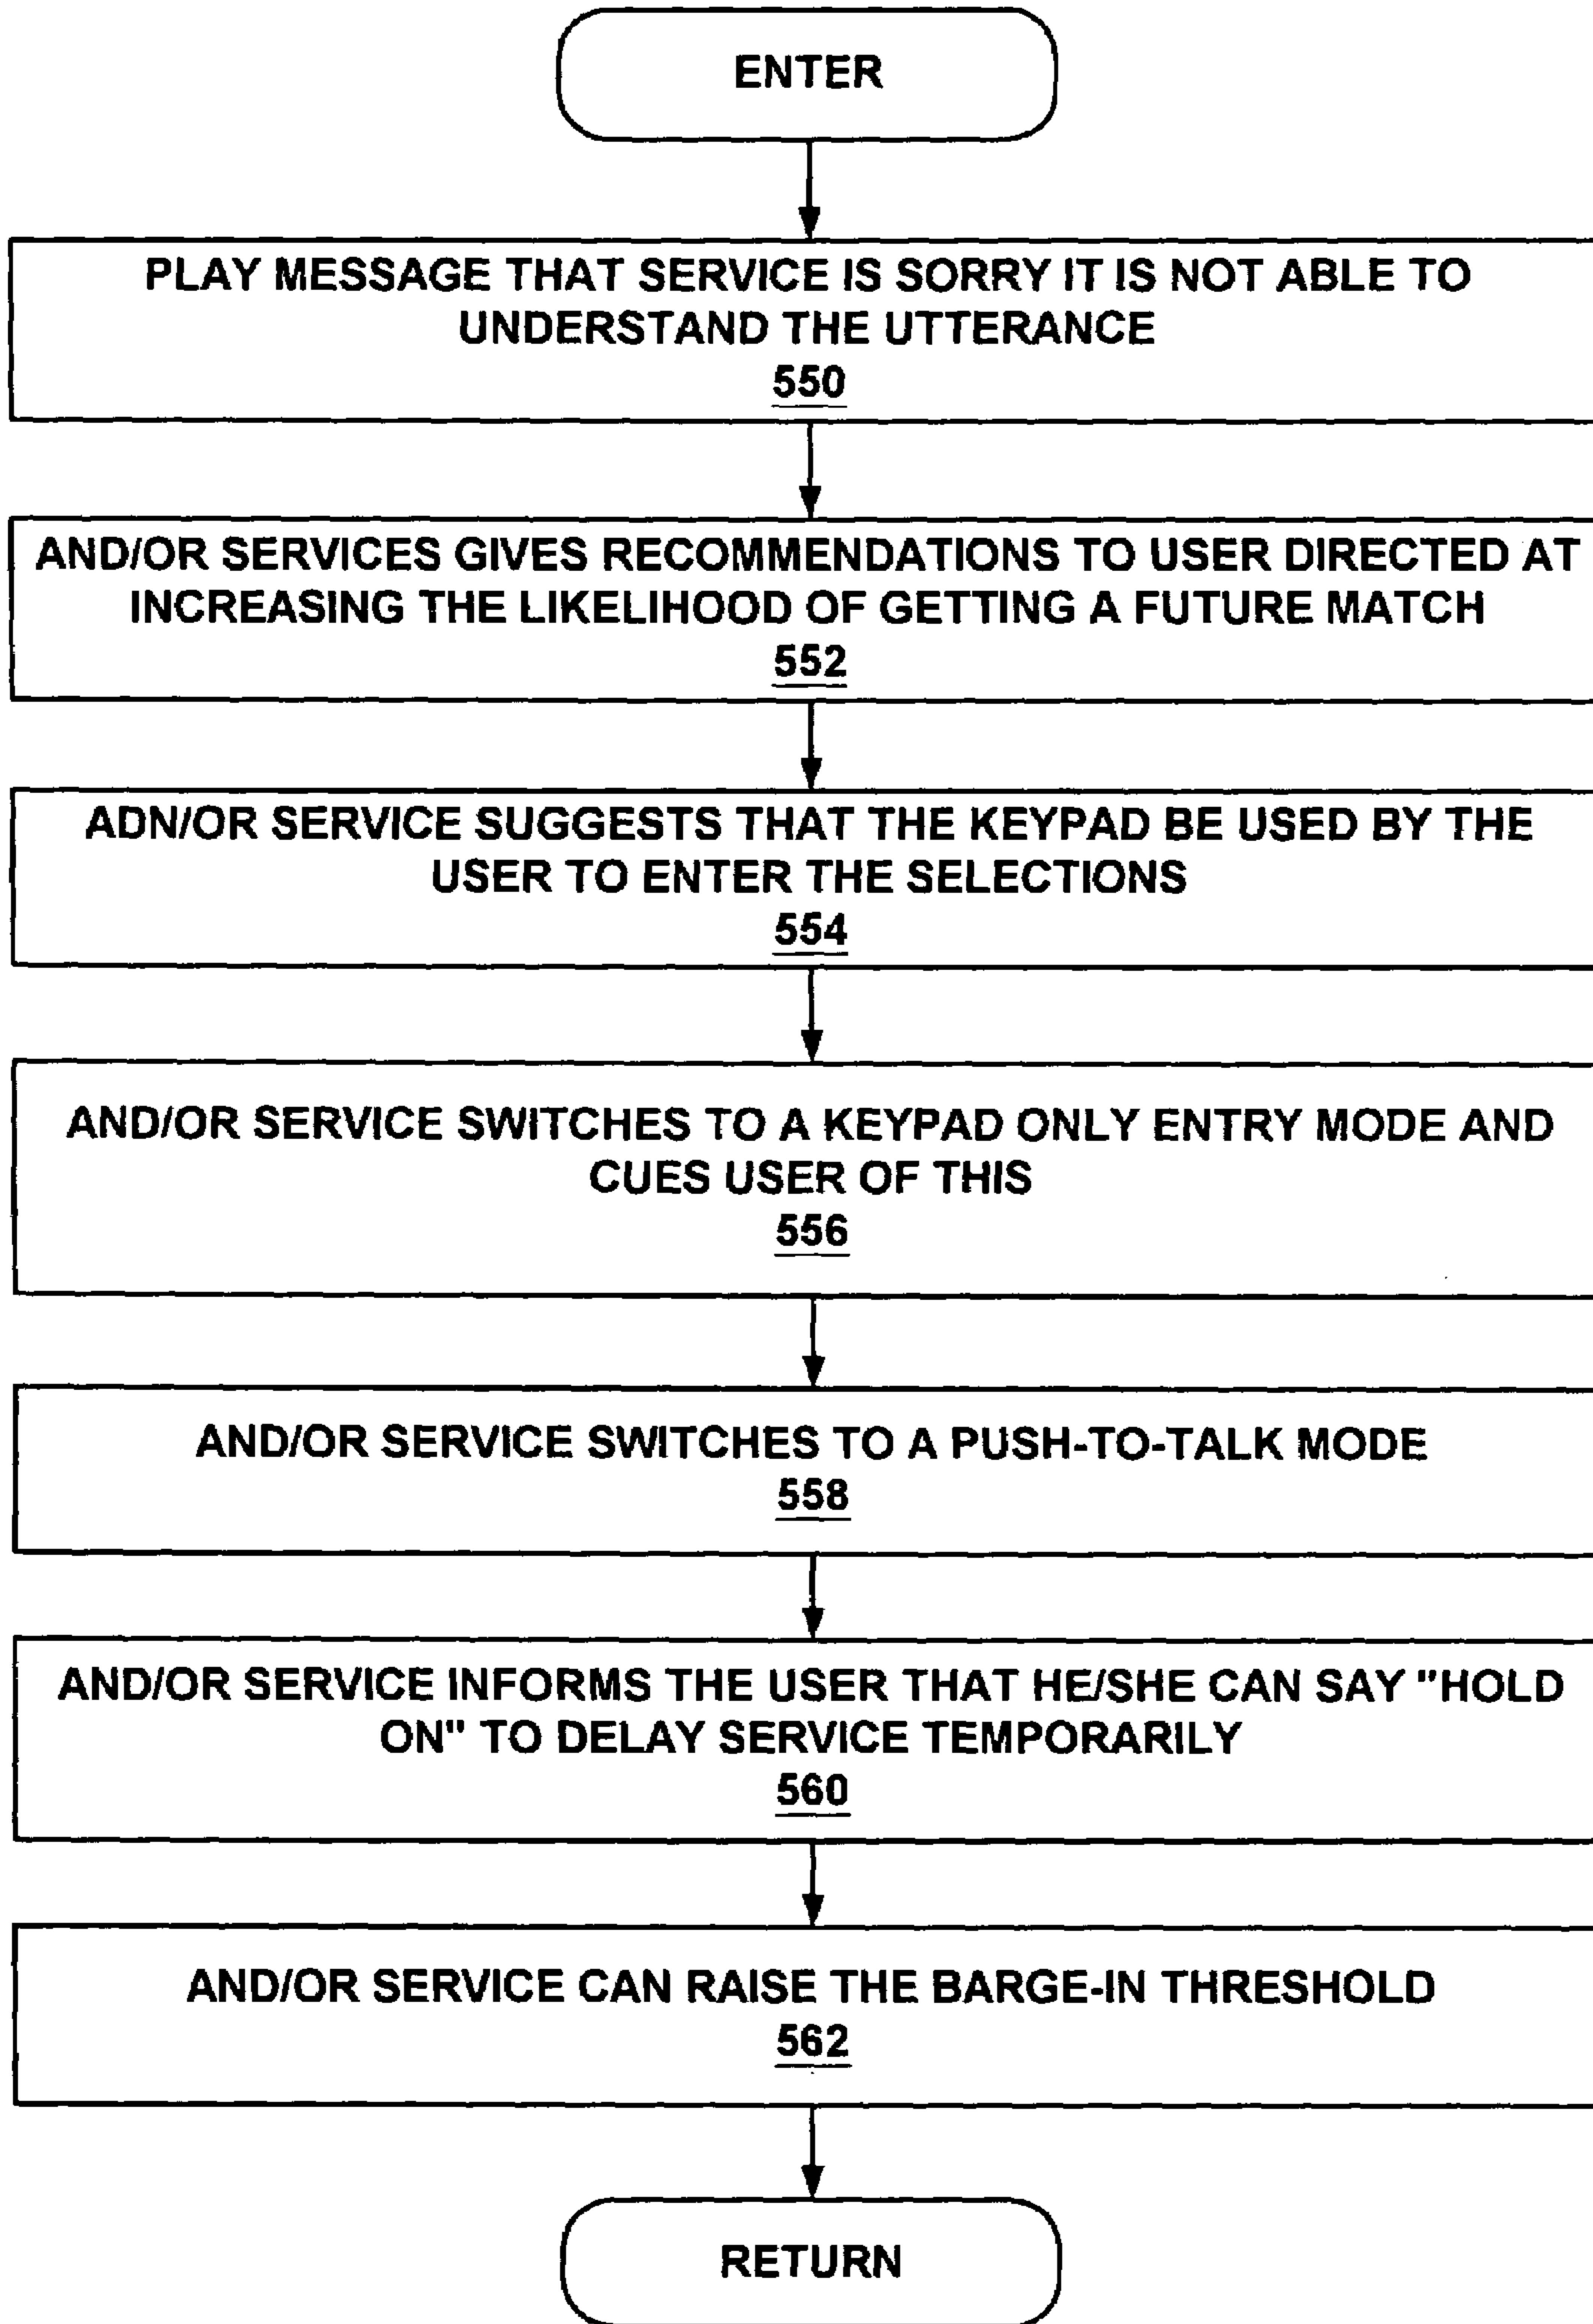 ENTER
PLAY MESSAGE THAT SERVICE IS SORRY IT IS NOT ABLE TO
UNDERSTAND THE UTTERANCE
550
AND/OR SERVICES GIVES RECOMMENDATIONS TO USER DIRECTED AT
INCREASING THE LIKELIHOOD OF GETTING A FUTURE MATCH
552
ADN/OR SERVICE SUGGESTS THAT THE KEYPAD BE USED BY THE
USER TO ENTER THE SELECTIONS
554
AND/OR SERVICE SWITCHES TO A KEYPAD ONLY ENTRY MODE AND
CUES USER OF THIS
556
AND/OR SERVICE SWITCHES TO A PUSH-TO-TALK MODE
558
AND/OR SERVICE INFORMS THE USER THAT HE/SHE CAN SAY "HOLD
ON" TO DELAY SERVICE TEMPORARILY
560
AND/OR SERVICE CAN RAISE THE BARGE-IN THRESHOLD
562
RETURN